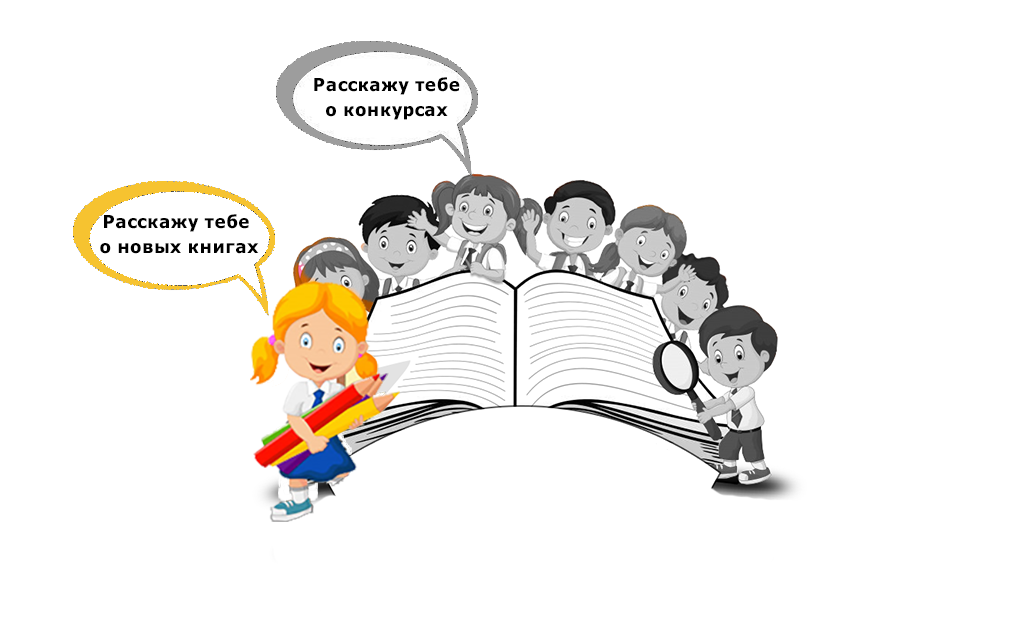 Расскажу тебе
о конкурсах
Расскажу тебе
о новых книгах